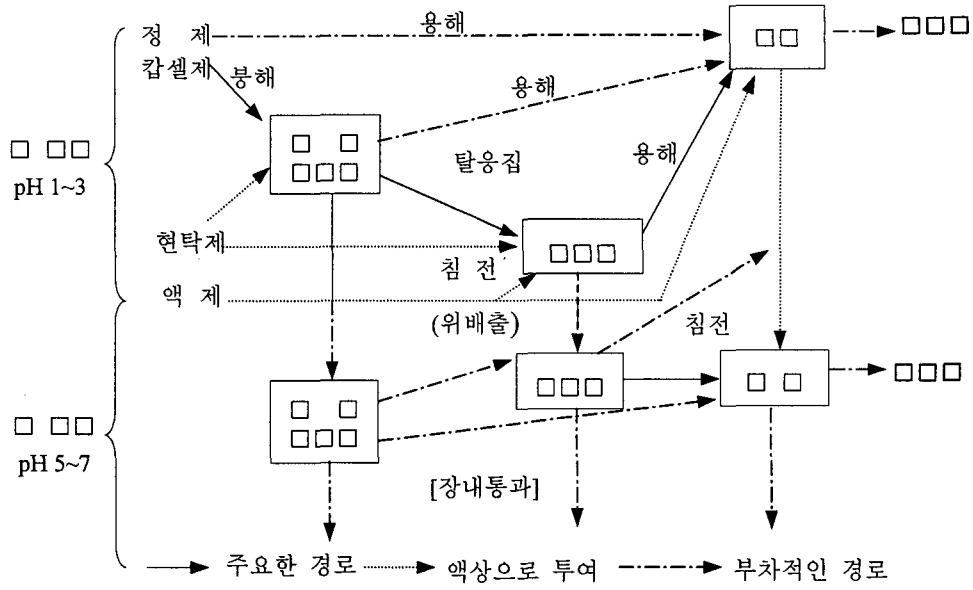 정 제
용해
□□
□□□
캅셀제
붕해
용해
□ □□
pH 1~3
□ □
□□□
탈응집
용해
현탁제
□□□
침 전
액 제
(위배출)
침전
□ □
□□□
□□□
□ □
□□□
□ □□
pH 5~7
[장내통과]
주요한 경로
액상으로 투여
부차적인 경로